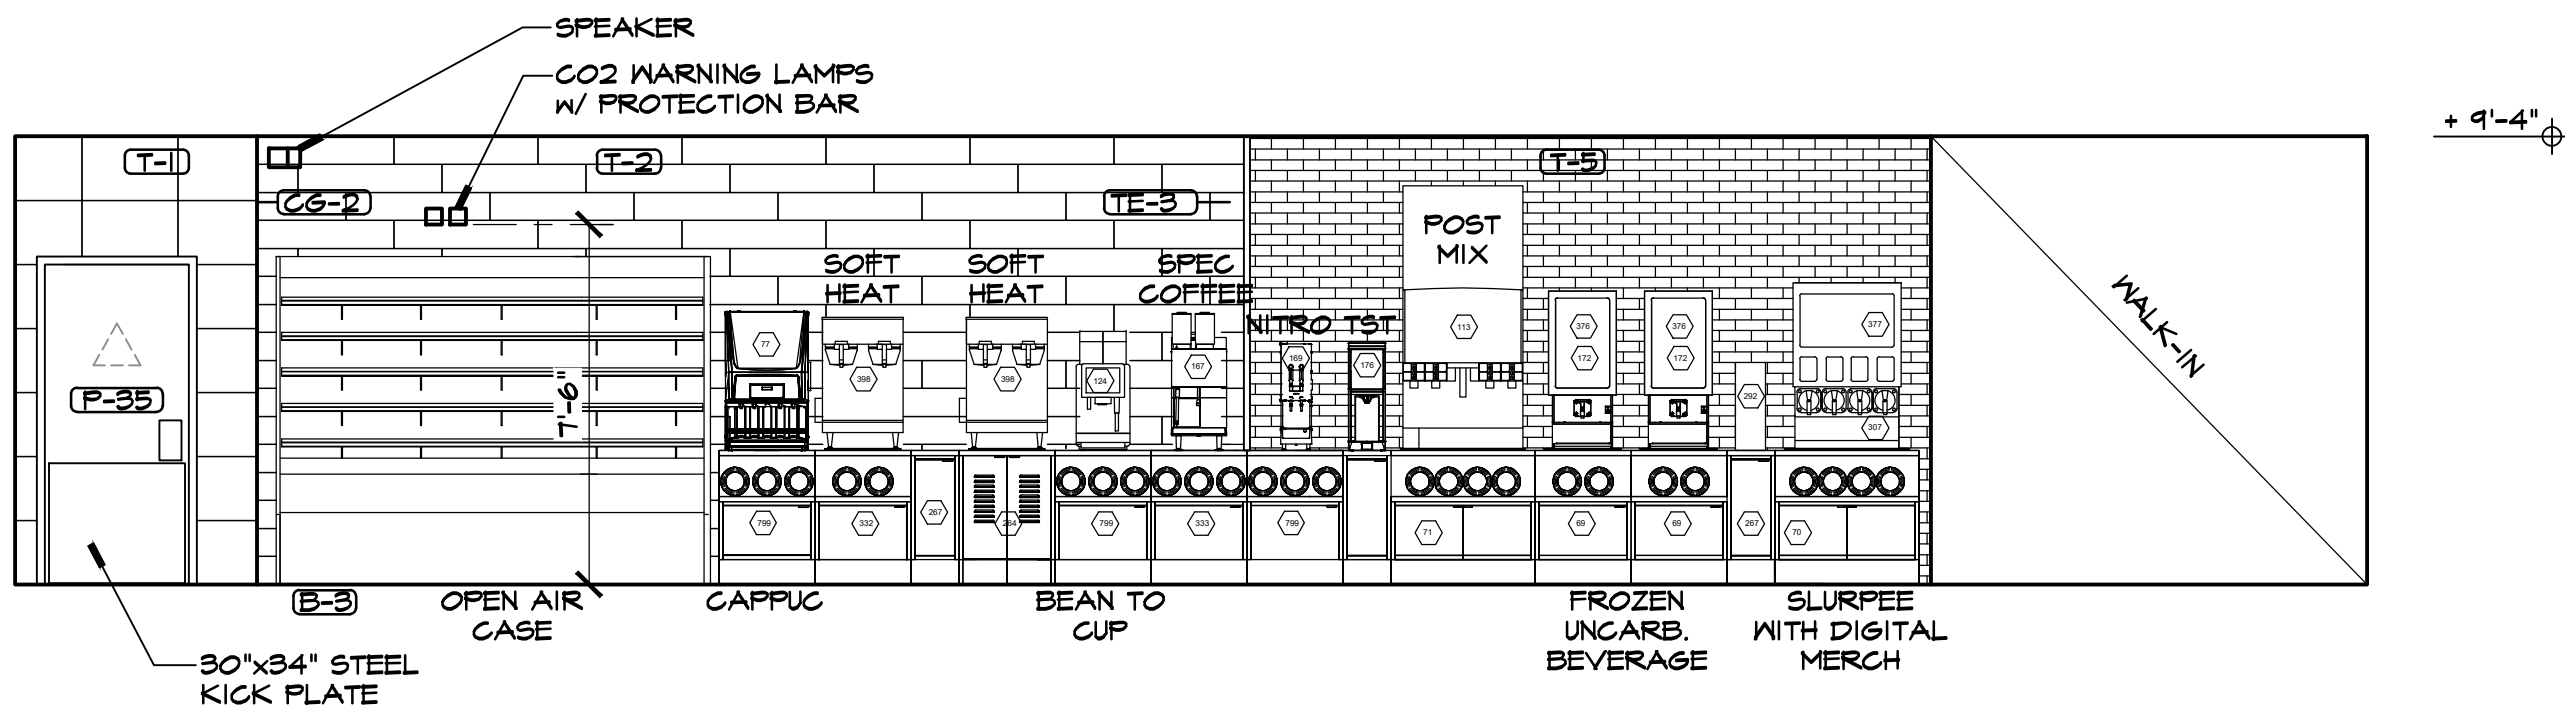 SPEAKER
CO2 WARNING LAMPS
W/ PROTECTION BAR
+ 9'-4"
T-1
T-2
T-5
CG-2
TE-3
POST
MIX
SOFT
HEAT
SOFT
HEAT
SPEC
COFFEE
NITRO
TST
WALK-IN
77
398
398
124
167
169
176
113
376
172
376
172
292
377
307
P-35
7'-6"
799
332
267
264
799
333
799
71
69
69
267
70
B-3
OPEN AIR
CASE
CAPPUC
BEAN TO
CUP
FROZEN
UNCARB.
BEVERAGE
SLURPEE
WITH DIGITAL
MERCH
30"x34" STEEL
KICK PLATE